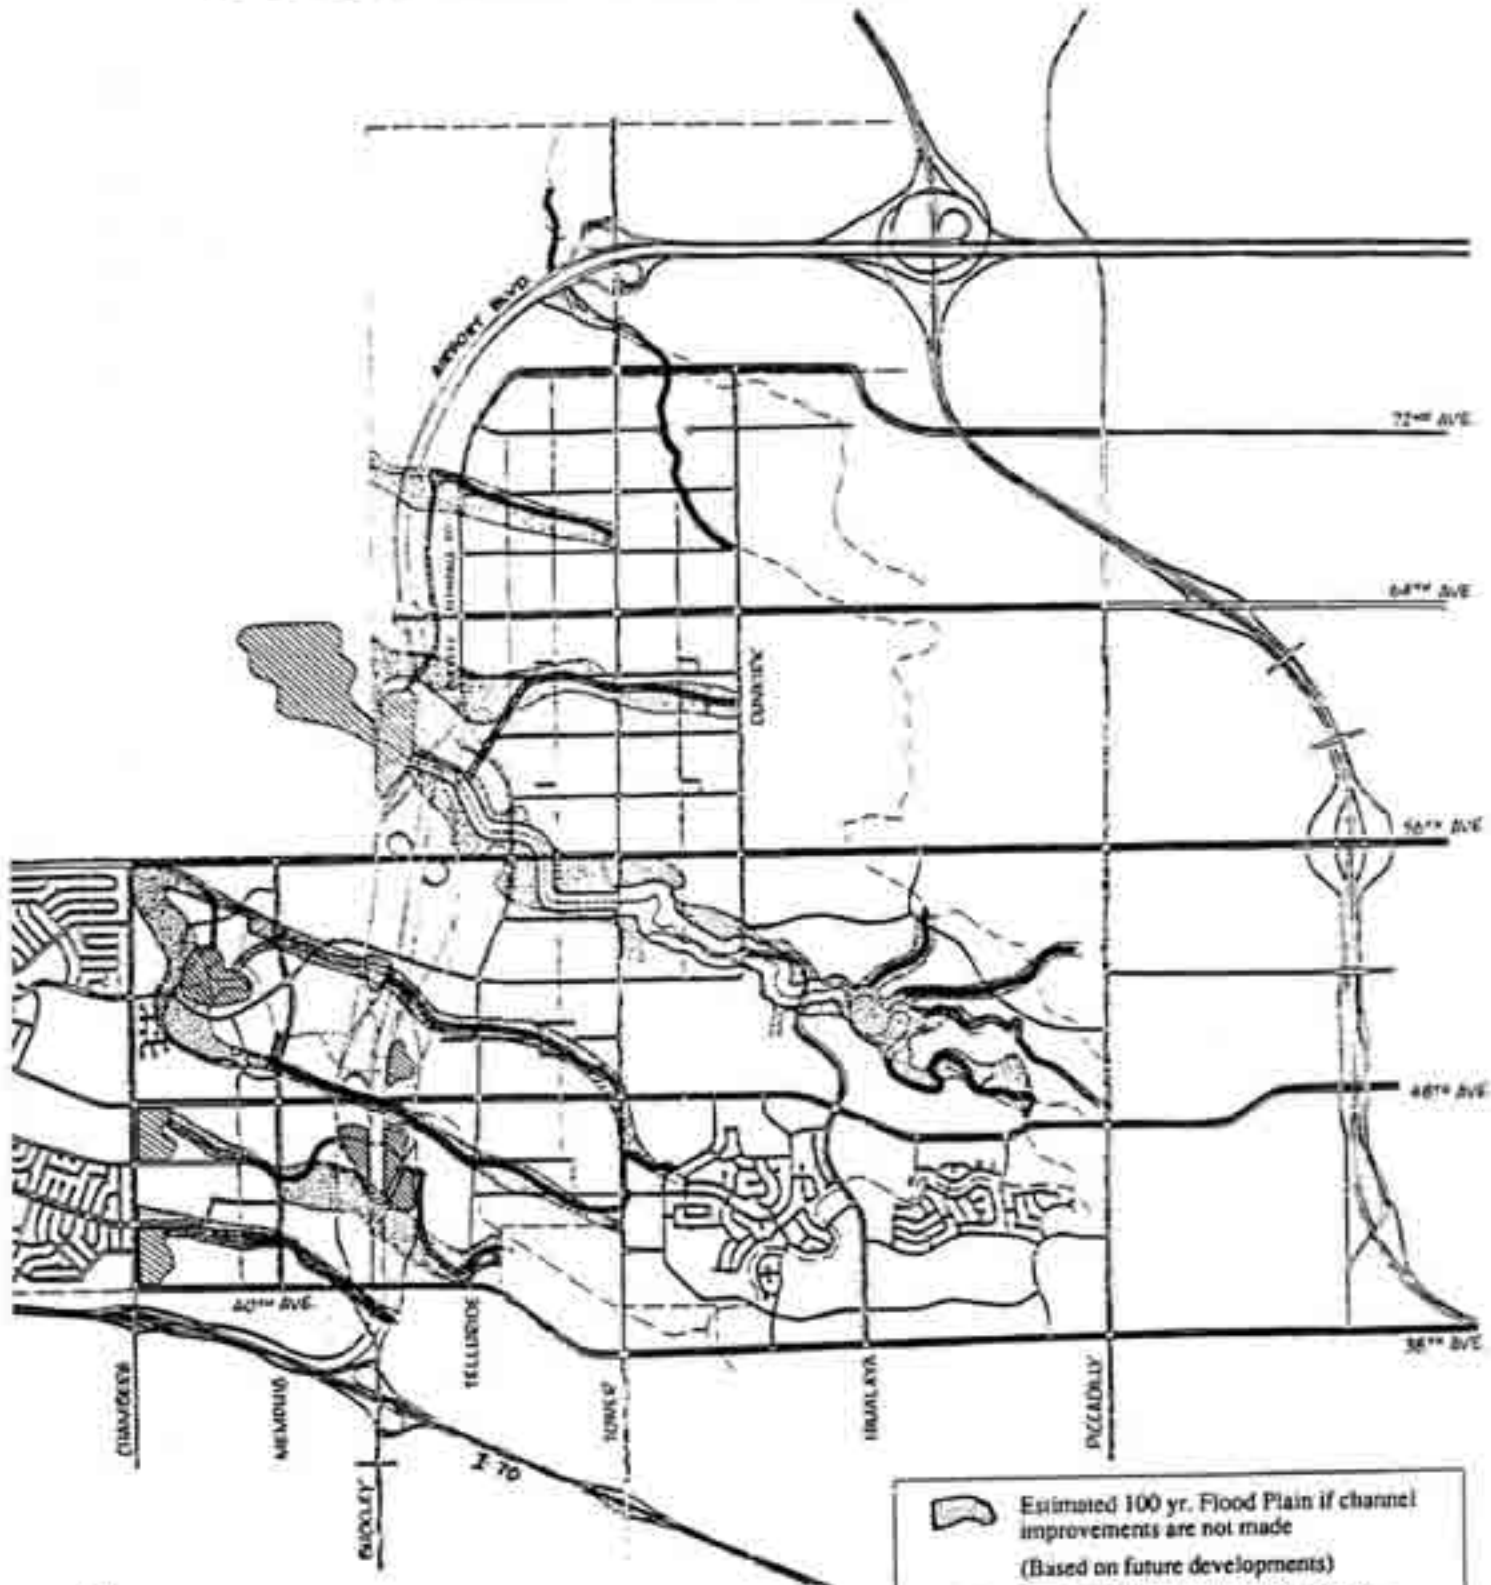 AIRPORT BLVD.
72ND AVE.
64TH AVE.
DUNKIRK
56TH AVE
48TH AVE
40TH AVE.
38TH AVE
CHAMBERS
MEMPHIS
BUCKLEY
TELLURIDE
TOWER
HIMALAYA
PICCADILLY
I 70
Estimated 100 yr. Flood Plain if channel
improvements are not made
(Based on future developments)